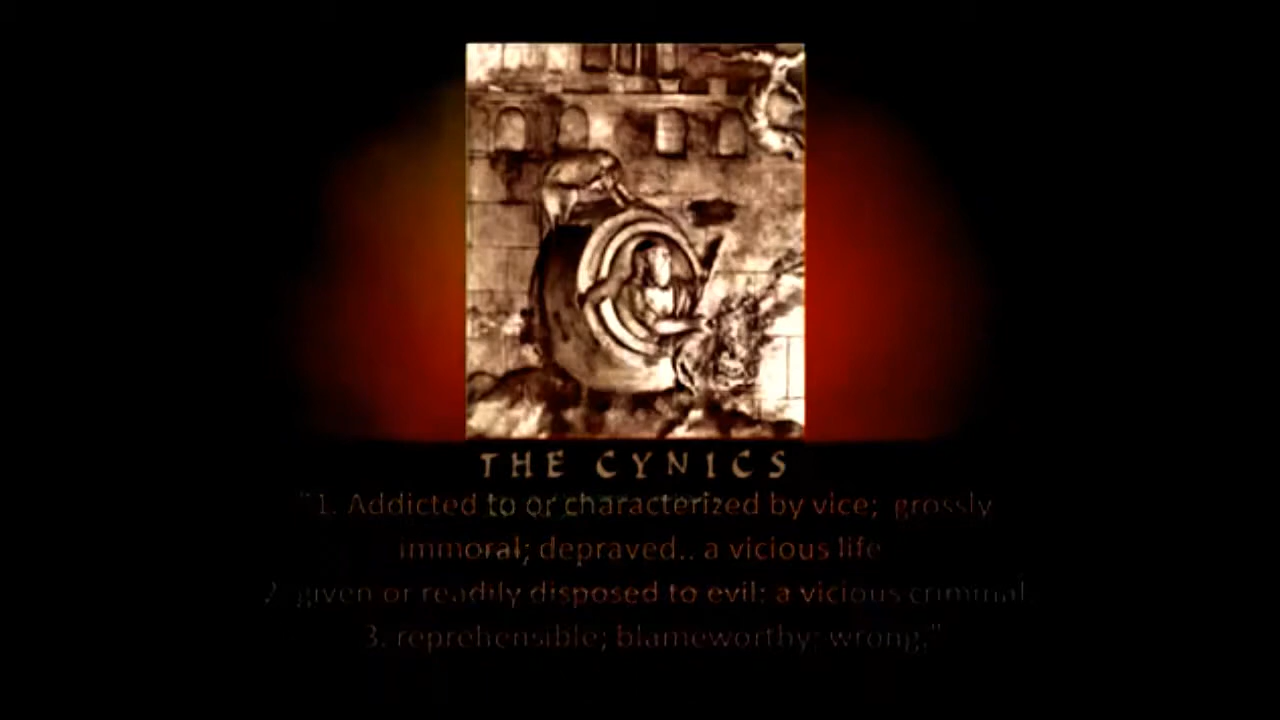 THE CYNICS
"1. Addicted to or characterized by vice; grossly
immoral; depraved.. a vicious life
2. given or readily disposed to evil: a vicious criminal
3. reprehensible; blameworthy; wrong."